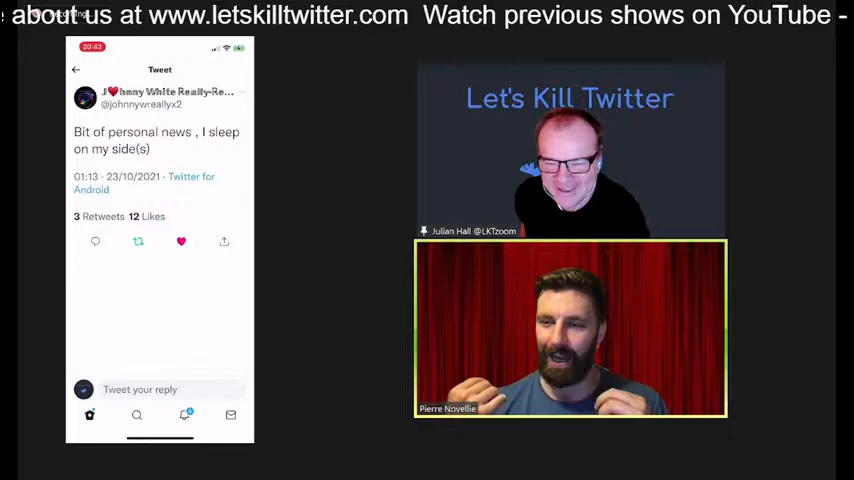 about us at www.letskilltwitter.com  Watch previous shows on YouTube -
20:42
Tweet
@johnnywreallyx2
Bit of personal news , I sleep
on my side(s)
01:13 · 23/10/2021 · Twitter for
Android
3 Retweets 12 Likes
Tweet your reply
Let's Kill Twitter
Julian Hall @LKTzoom
Pierre Novellie